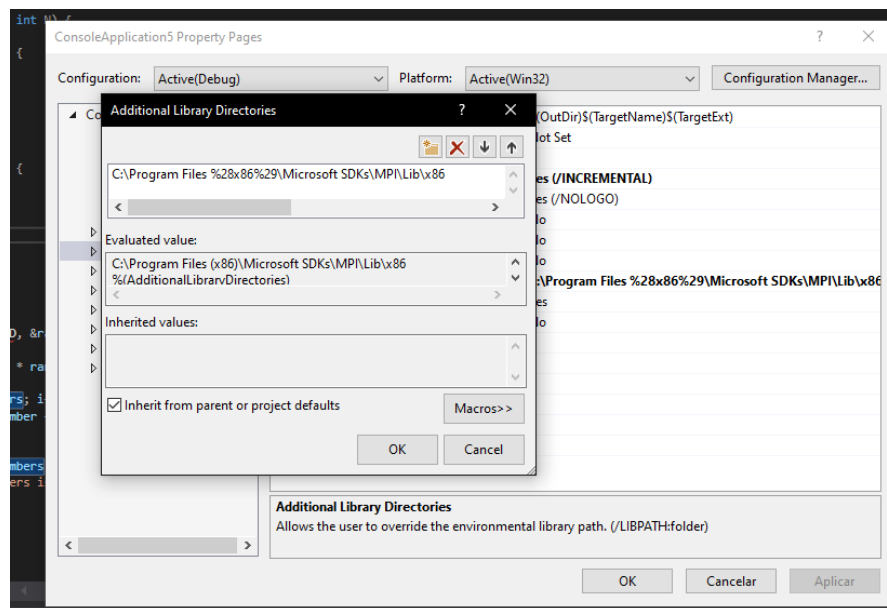 int N) {
ConsoleApplication5 Property Pages
?
{
Configuration: Active(Debug) Platform: Active(Win32) Configuration Manager...
Additional Library Directories ?
(OutDir)$(TargetName)$(TargetExt)
lot Set
{
C:\Program Files %28x86%29\Microsoft SDKs\MPI\Lib\x86
es (/INCREMENTAL)
es (/NOLOGO)
lo
Evaluated value:
lo
C:\Program Files (x86)\Microsoft SDKs\MPI\Lib\x86
lo
%(AdditionalLibraryDirectories)
:\Program Files %28x86%29\Microsoft SDKs\MPI\Lib\x86
es
Inherited values:
lo
D, &r
* ra
rs; i
Inherit from parent or project defaults
Macros>>
mber
OK Cancel
mbers
ers i
Additional Library Directories
Allows the user to override the environmental library path. (/LIBPATH:folder)
OK Cancelar Aplicar